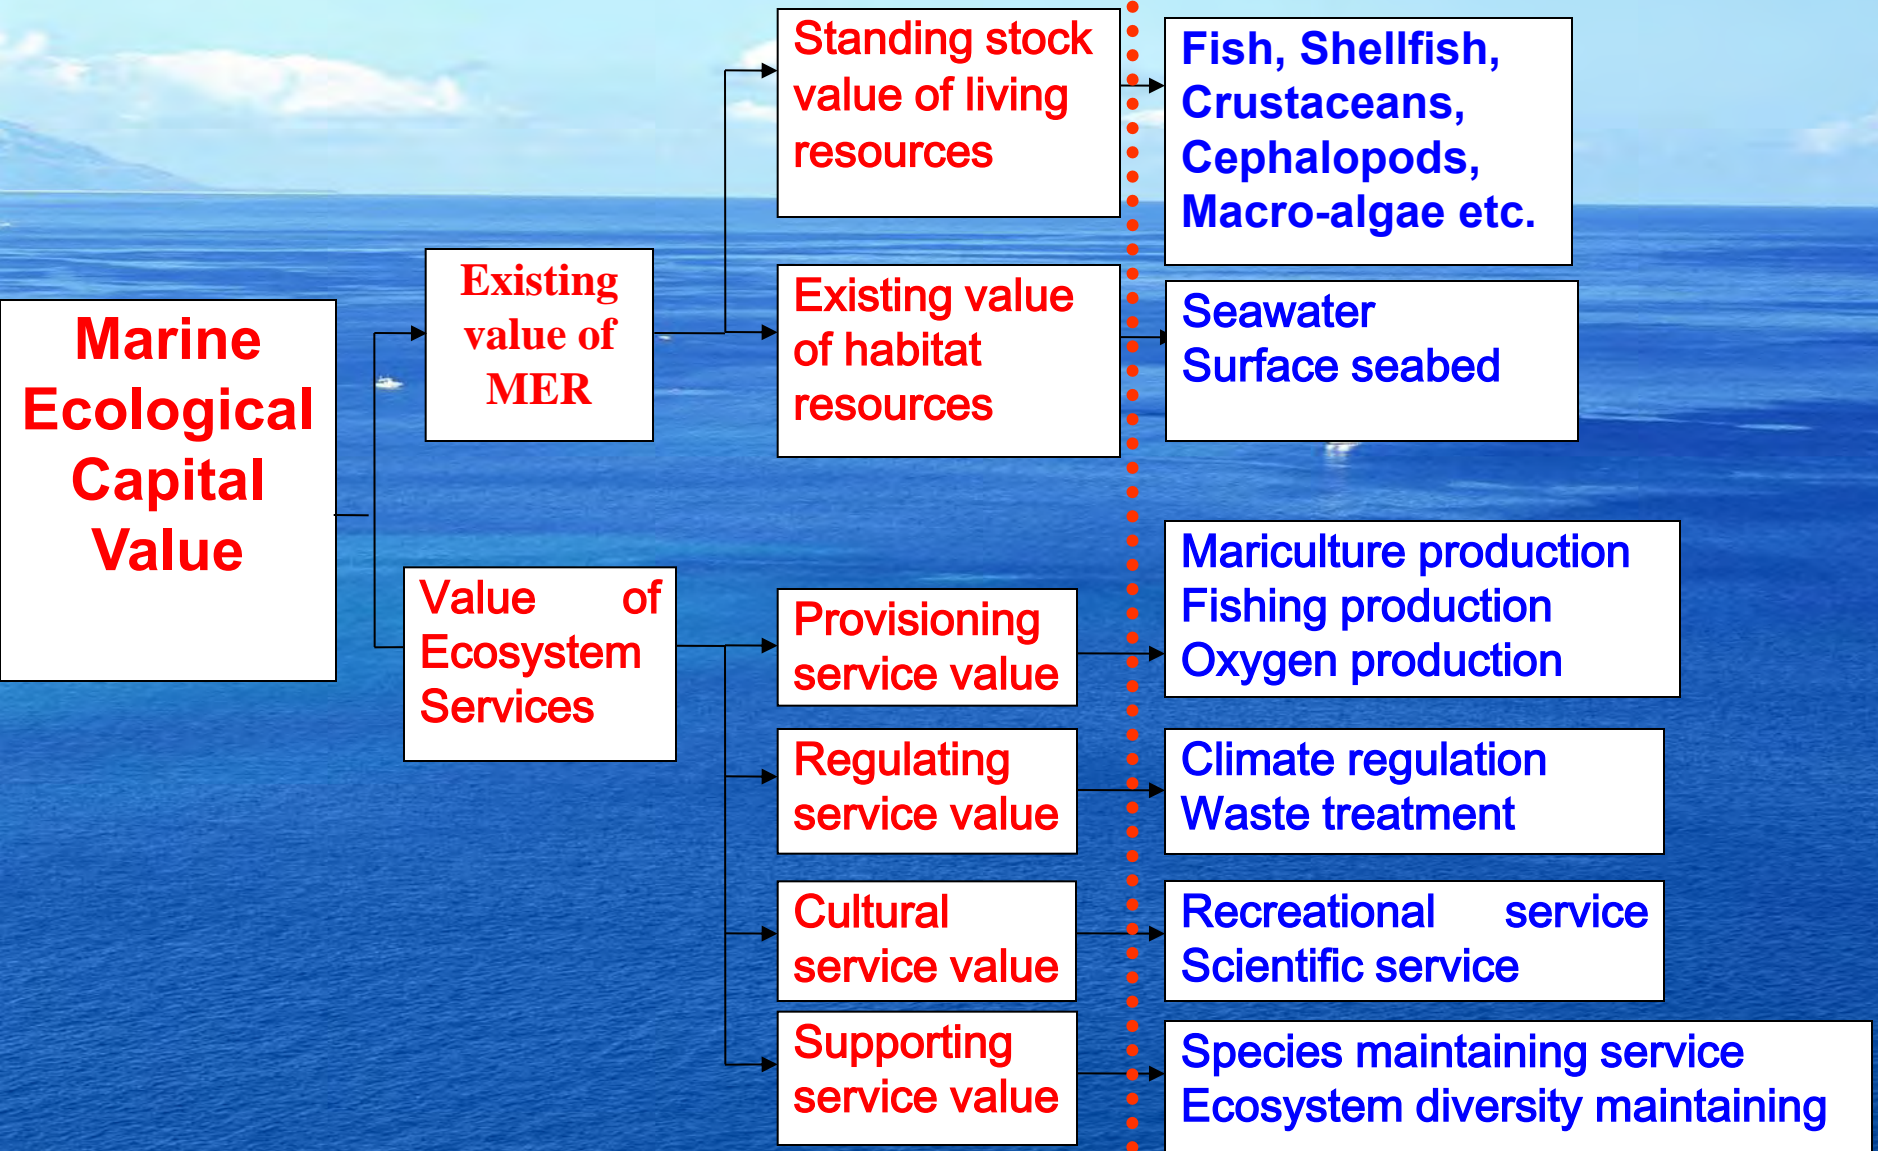 Marine
Ecological
Capital
Value
Existing
value of
MER
Value of
Ecosystem
Services
Standing stock
value of living
resources
Existing value
of habitat
resources
Provisioning
service value
Regulating
service value
Cultural
service value
Supporting
service value
Fish, Shellfish,
Crustaceans,
Cephalopods,
Macro-algae etc.
Seawater
Surface seabed
Mariculture production
Fishing production
Oxygen production
Climate regulation
Waste treatment
Recreational service
Scientific service
Species maintaining service
Ecosystem diversity maintaining